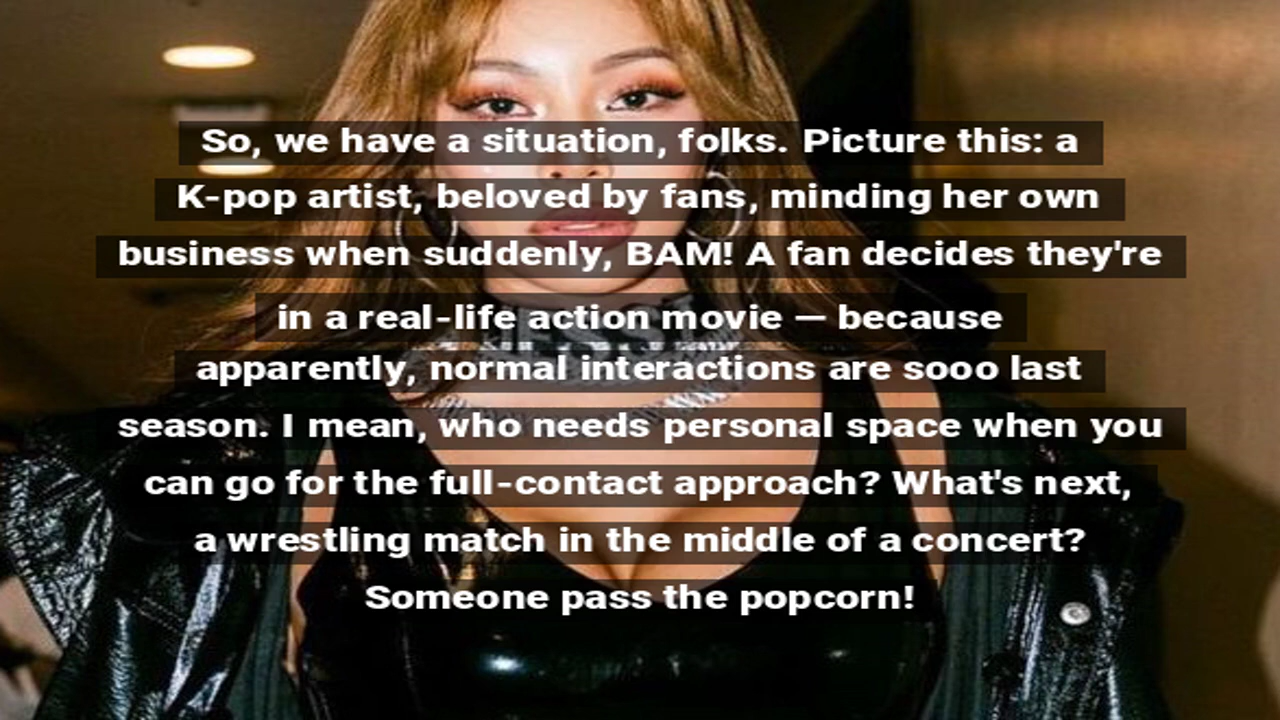 So, we have a situation, folks. Picture this: a
K-pop artist, beloved by fans, minding her own
business when suddenly, BAM! A fan decides they're
in a real-life action movie — because
apparently, normal interactions are sooo last
season. I mean, who needs personal space when you
can go for the full-contact approach? What's next,
a wrestling match in the middle of a concert?
Someone pass the popcorn!